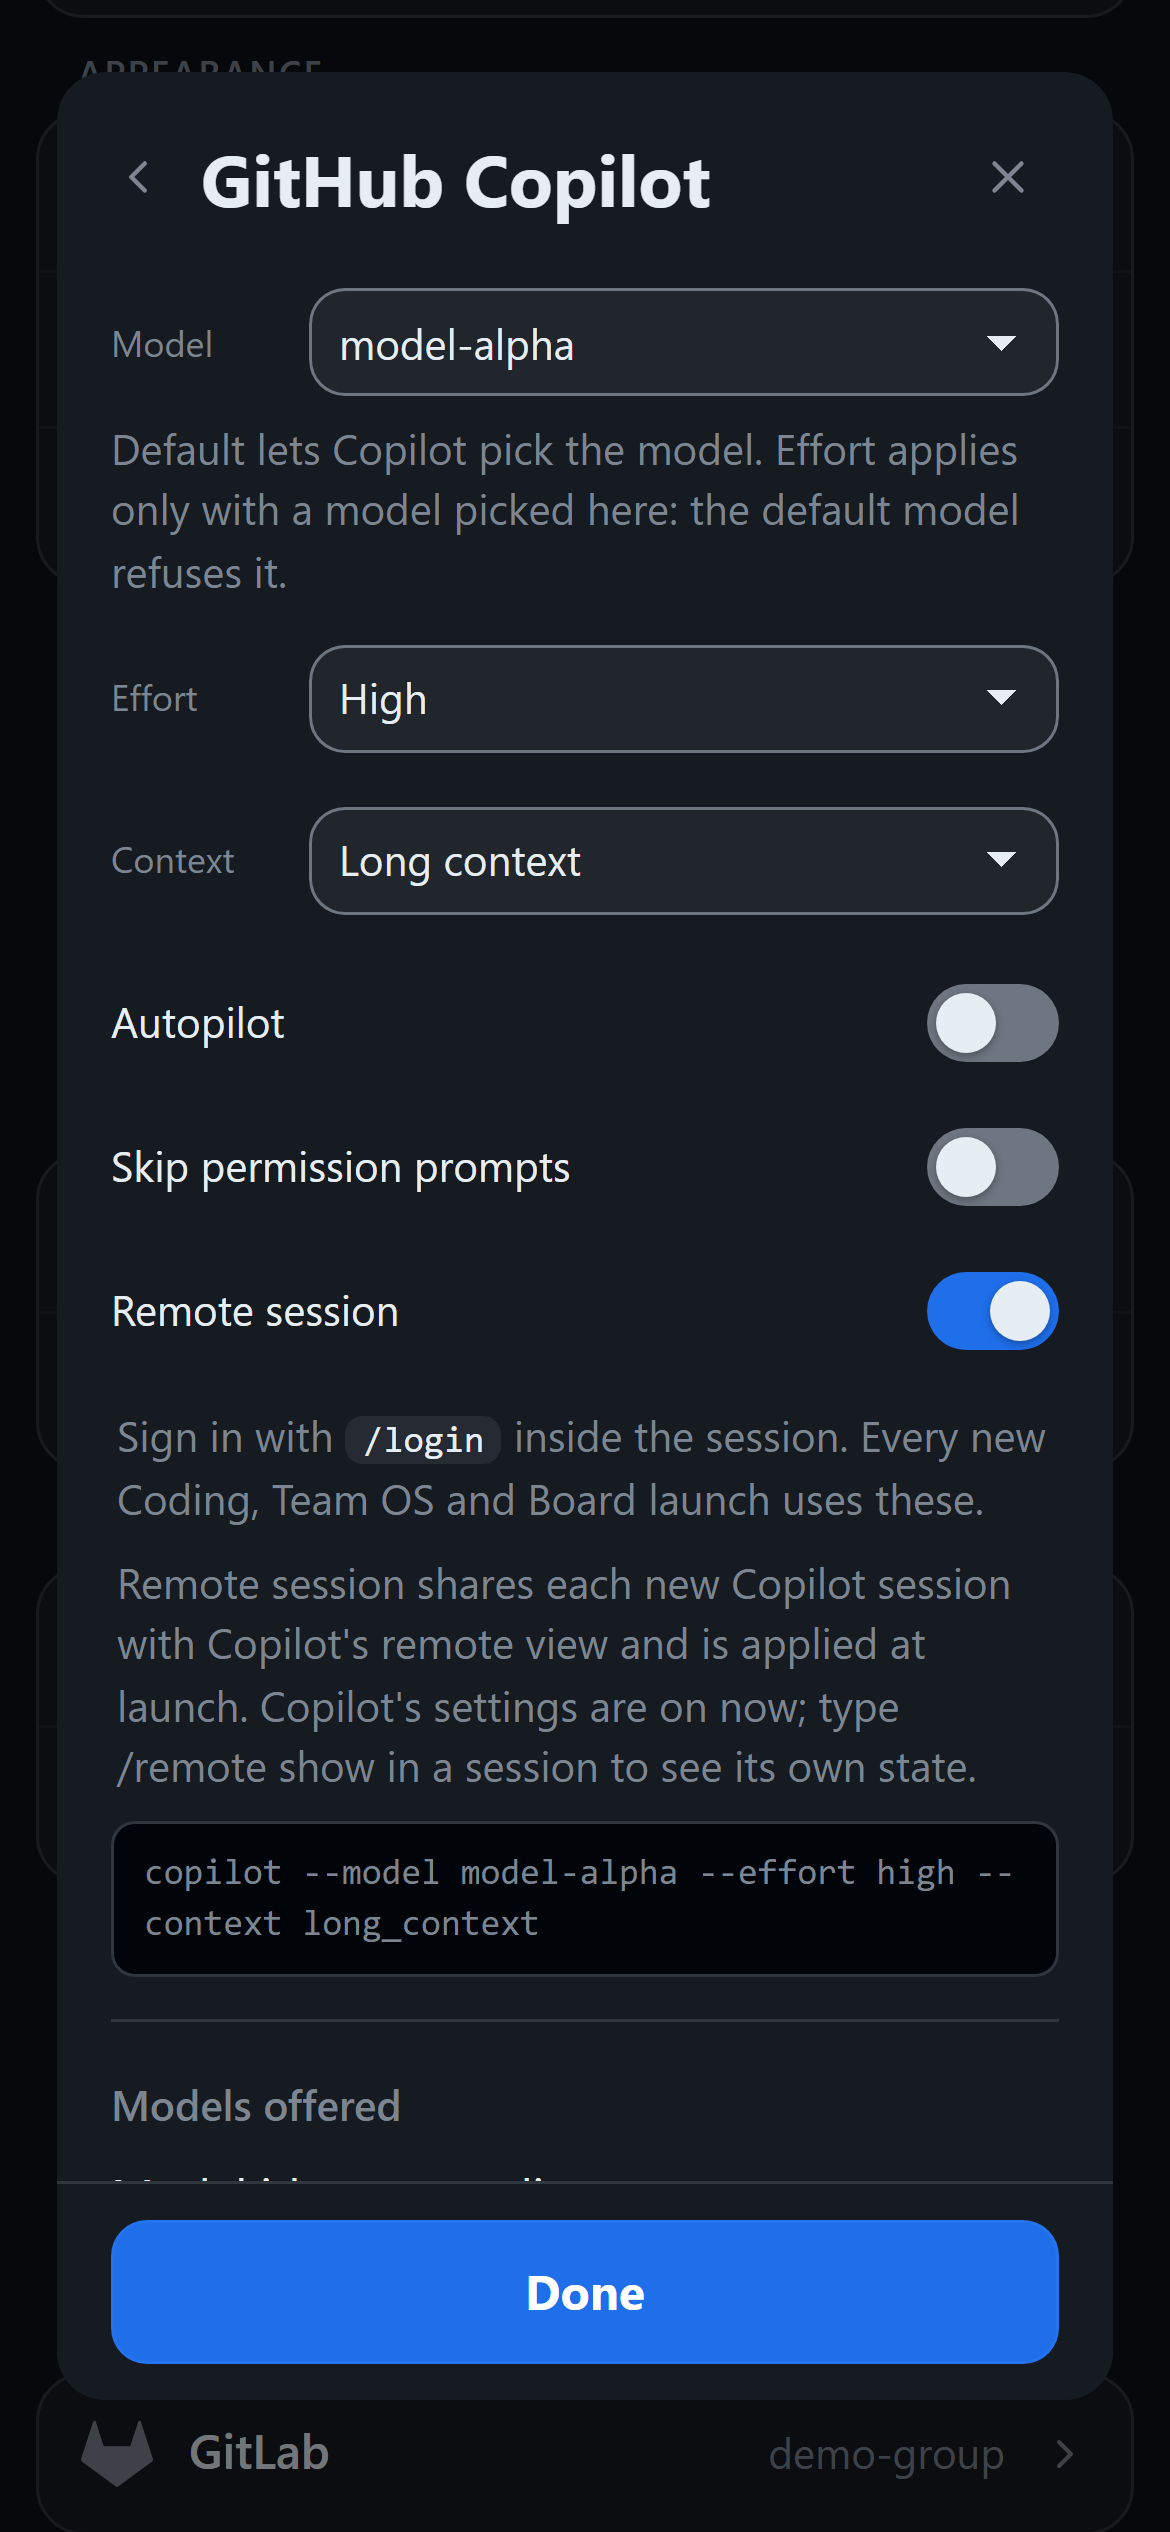 APPEARANCE
GitHub Copilot
Model
model-alpha
Default lets Copilot pick the model. Effort applies
only with a model picked here: the default model
refuses it.
Effort
High
Context
Long context
Autopilot
Skip permission prompts
Remote session
Sign in with /login inside the session. Every new
Coding, Team OS and Board launch uses these.
Remote session shares each new Copilot session
with Copilot's remote view and is applied at
launch. Copilot's settings are on now; type
/remote show in a session to see its own state.
copilot --model model-alpha --effort high --
context long_context
Models offered
Done
GitLab
demo-group